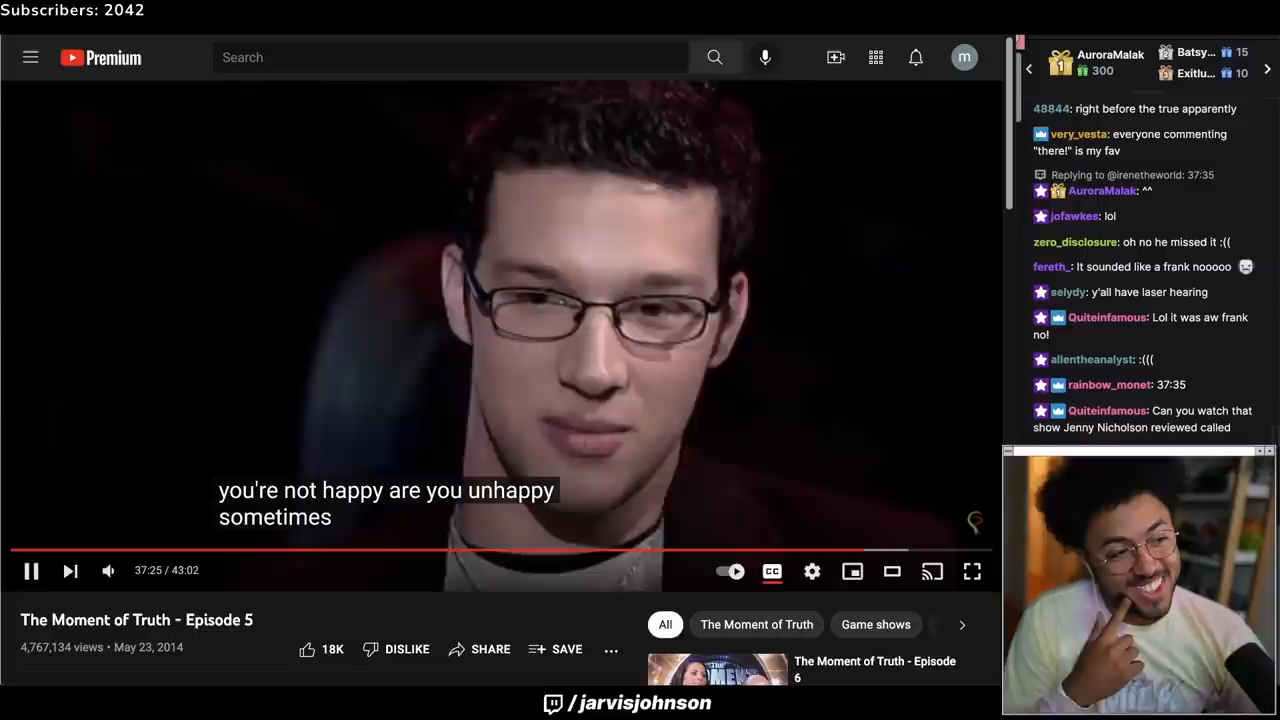 Subscribers: 2042
Premium
Search
m
you're not happy are you unhappy
sometimes
37:25 / 43:02
CC
The Moment of Truth - Episode 5
4,767,134 views • May 23, 2014
18K
DISLIKE
SHARE
SAVE
All
The Moment of Truth
Game shows
The Moment of Truth - Episode
6
AuroraMalak
300
Batsy... 15
Exitlu... 10
48844: right before the true apparently
very_vesta: everyone commenting
"there!" is my fav
Replying to @irenetheworld: 37:35
AuroraMalak: ^^
jofawkes: lol
zero_disclosure: oh no he missed it :((
fereth_: It sounded like a frank nooooo
selydy: y'all have laser hearing
Quiteinfamous: Lol it was aw frank
no!
allentheanalyst: :(((
rainbow_monet: 37:35
Quiteinfamous: Can you watch that
show Jenny Nicholson reviewed called
/jarvisjohnson